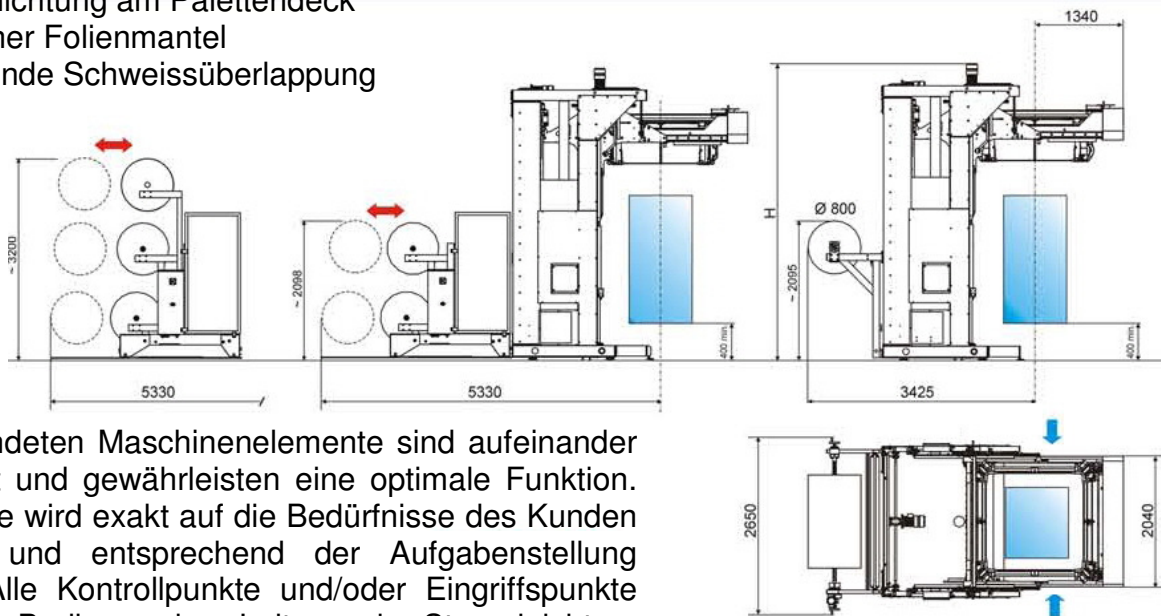 ichtung am Palettendeck
ner Folienmantel
nde Schweissüberlappung
1340
~ 3200
~ 2098
H
Ø 800
~ 2095
400 min.
400 min.
5330
5330
3425
ndeten Maschinenelemente sind aufeinander
und gewährleisten eine optimale Funktion.
e wird exakt auf die Bedürfnisse des Kunden
und entsprechend der Aufgabenstellung
Alle Kontrollpunkte und/oder Eingriffspunkte
2650
2040